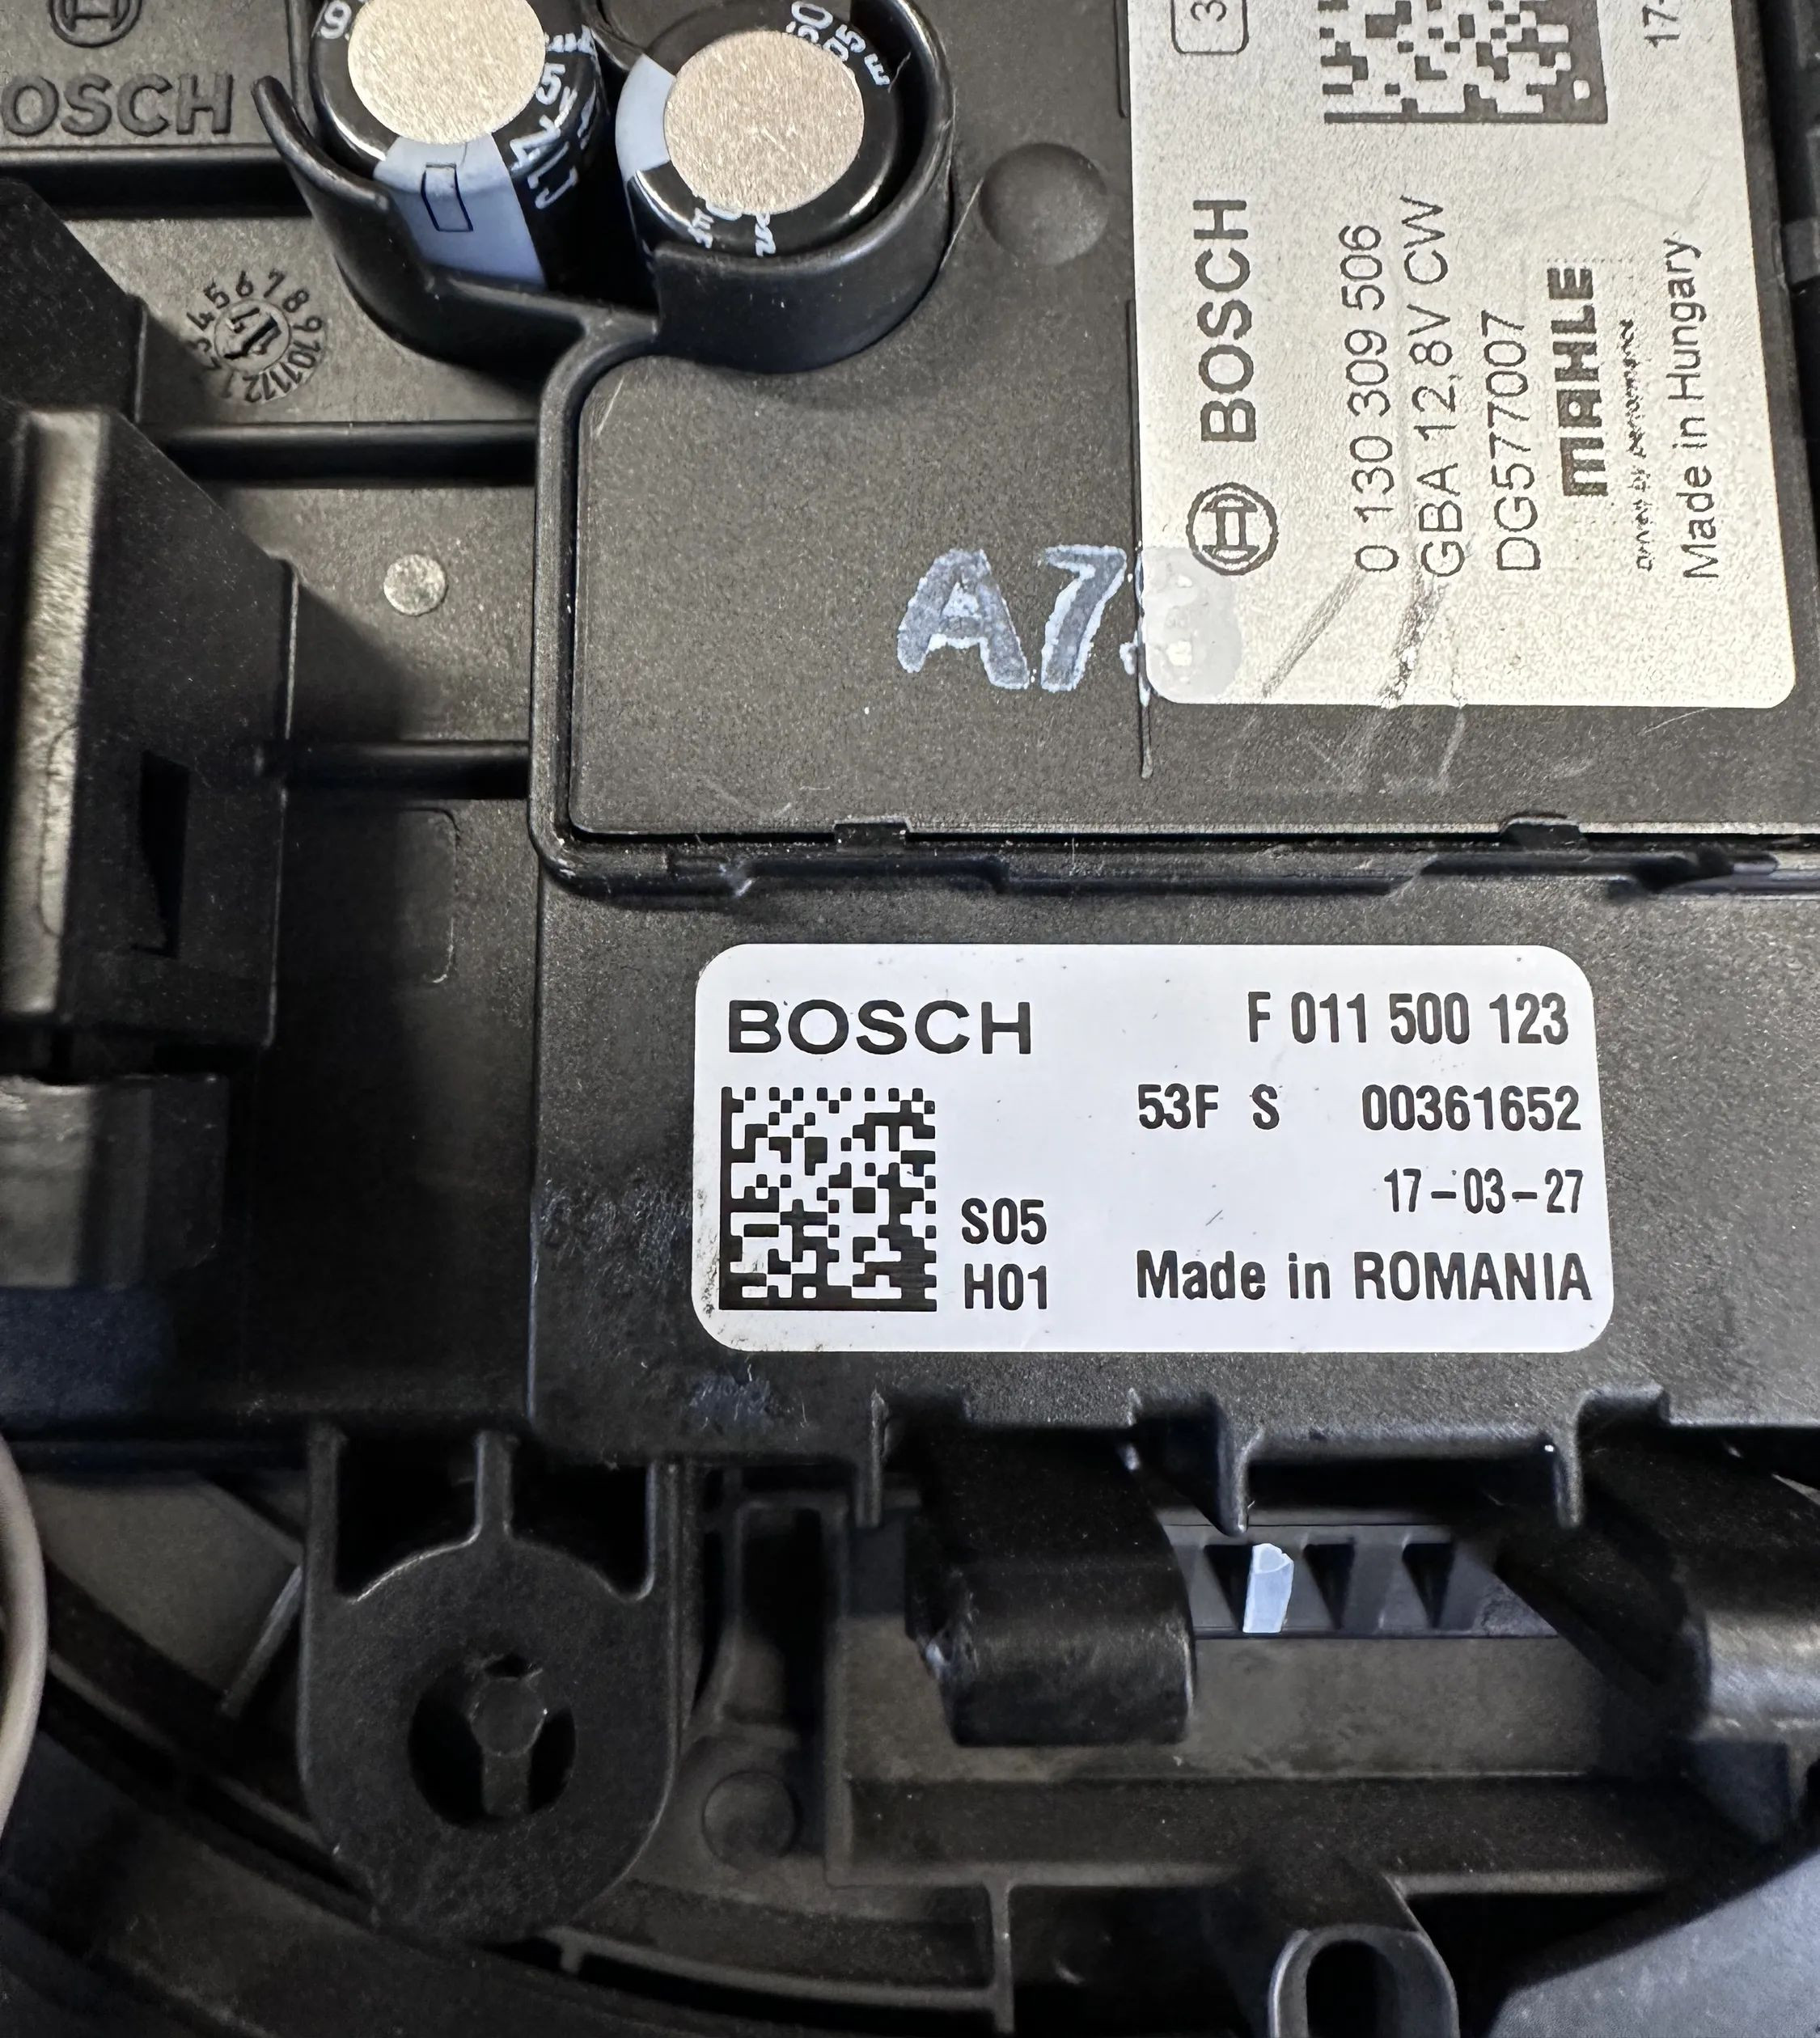 BOSCH
0 130 309 506
GBA 12,8V CW
DG577007
MAHLE
Made in Hungary
A7
BOSCH
F 011 500 123
53F S 00361652
17-03-27
S05
H01
Made in ROMANIA